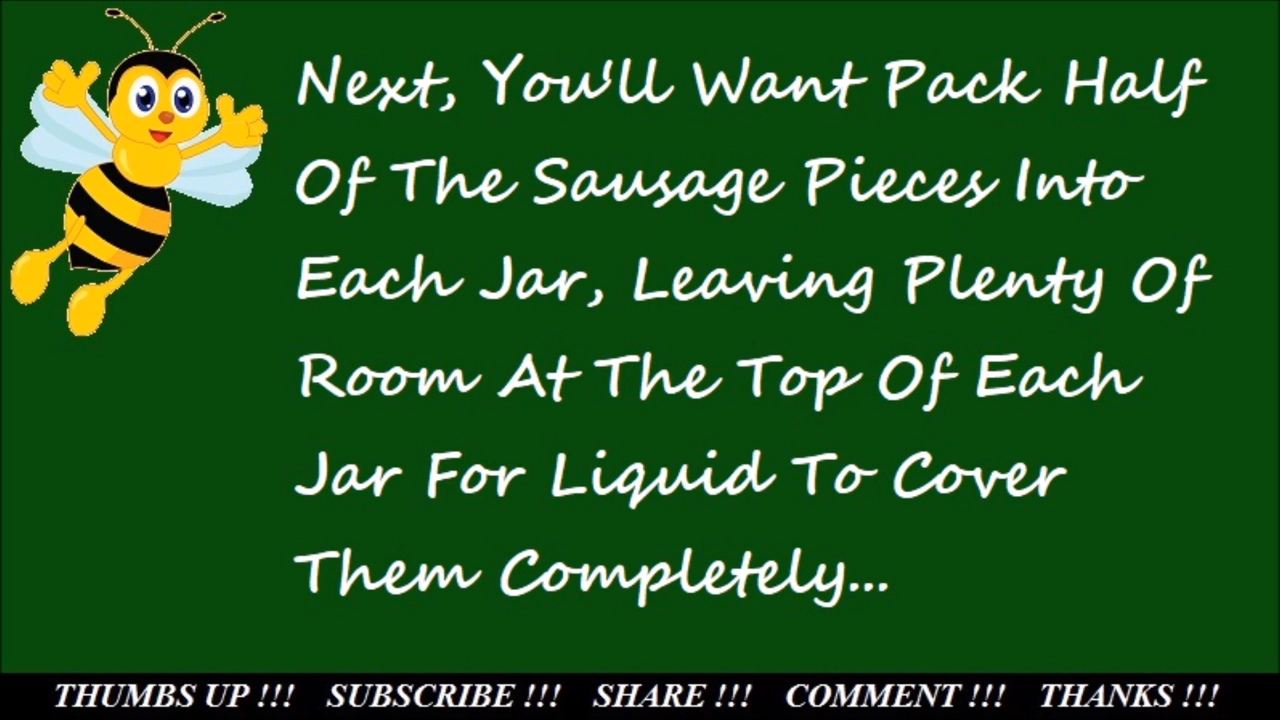 Next, You'll Want Pack Half
Of The Sausage Pieces Into
Each Jar, Leaving Plenty Of
Room At The Top Of Each
Jar For Liquid To Cover
Them Completely...
THUMBS UP !!! SUBSCRIBE !!! SHARE !!! COMMENT !!! THANKS !!!